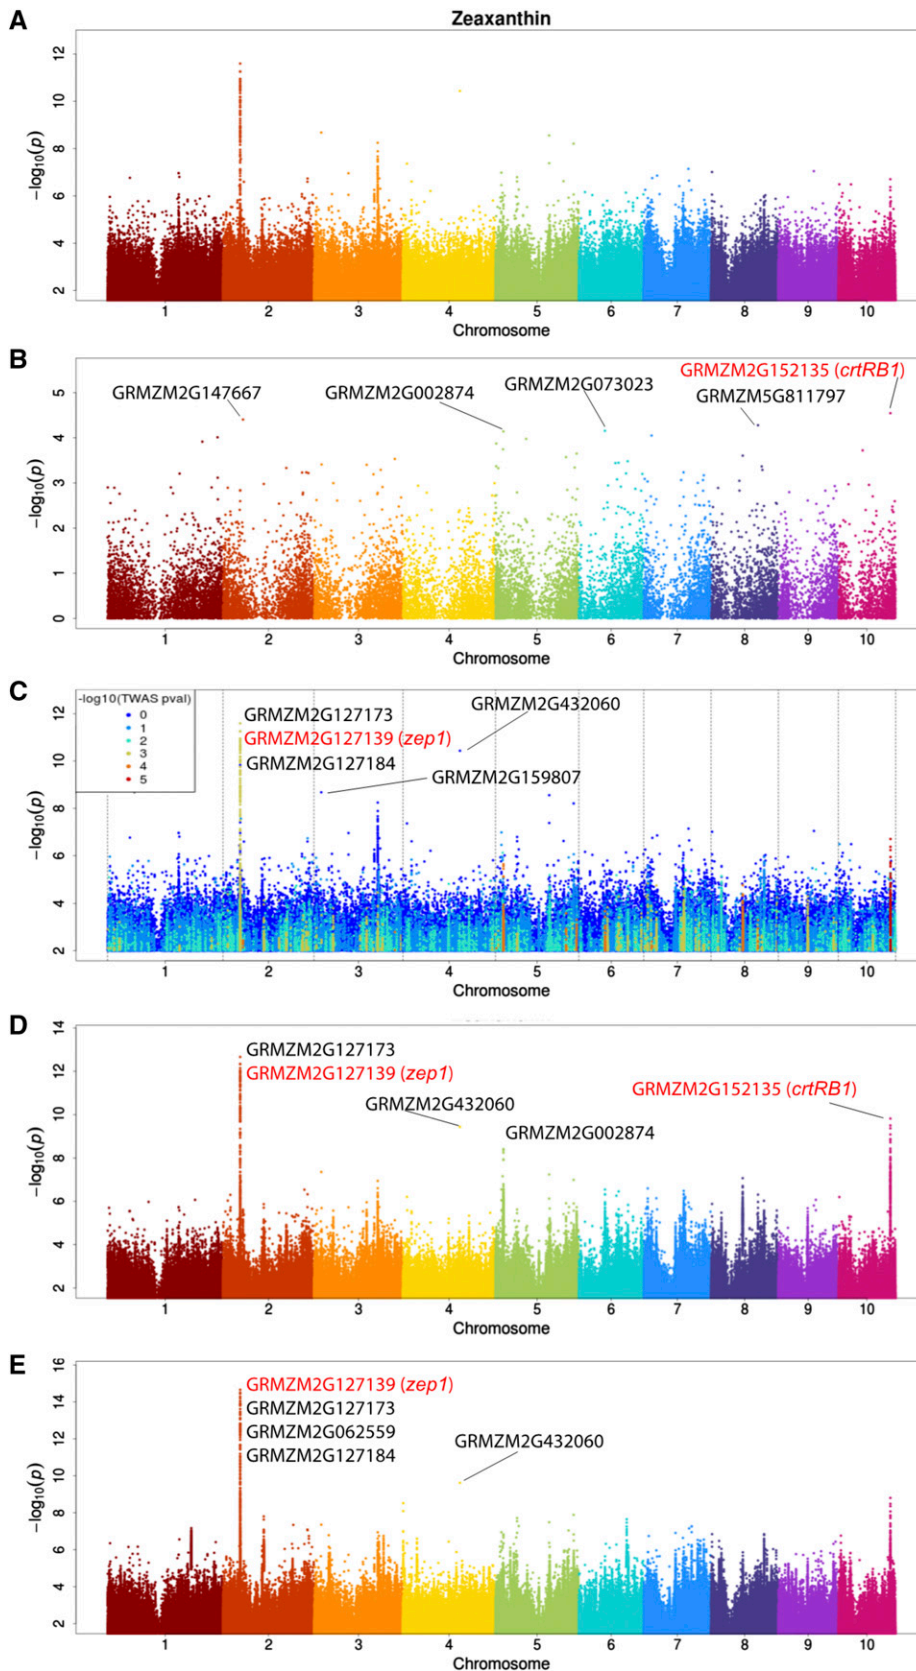 Zeaxanthin
A
12
10
8
6
4
2
−log10(p)
1 2 3 4 5 6 7 8 9 10
Chromosome
B
GRMZM2G147667
GRMZM2G002874
GRMZM2G073023
GRMZM2G152135 (crtRB1)
GRMZM5G811797
5
4
3
2
1
0
−log10(p)
1 2 3 4 5 6 7 8 9 10
Chromosome
C
-log10(TWAS pval)
0
1
2
3
4
5
GRMZM2G127173
GRMZM2G127139 (zep1)
GRMZM2G127184
GRMZM2G432060
GRMZM2G159807
12
10
8
6
4
2
−log10(p)
1 2 3 4 5 6 7 8 9 10
Chromosome
D
GRMZM2G127173
GRMZM2G127139 (zep1)
GRMZM2G432060
GRMZM2G002874
GRMZM2G152135 (crtRB1)
14
12
10
8
6
4
2
−log10(p)
1 2 3 4 5 6 7 8 9 10
Chromosome
E
GRMZM2G127139 (zep1)
GRMZM2G127173
GRMZM2G062559
GRMZM2G127184
GRMZM2G432060
16
14
12
10
8
6
4
2
−log10(p)
1 2 3 4 5 6 7 8 9 10
Chromosome